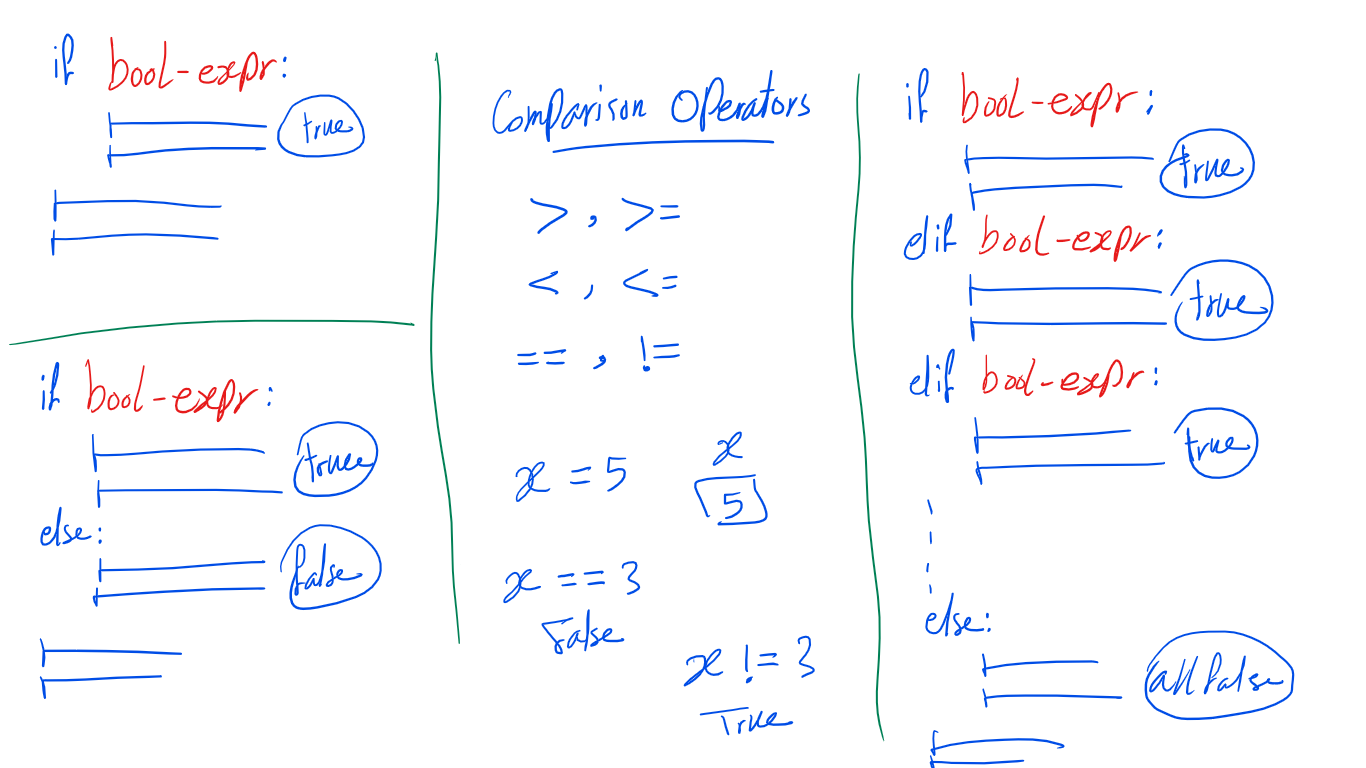 if bool-expr:
true
if bool-expr:
true
else:
false
Comparison Operators
> , >=
< , <=
== , !=
x = 5
x
5
x == 3
False
x != 3
True
if bool-expr:
true
elif bool-expr:
true
elif bool-expr:
true
else:
all false